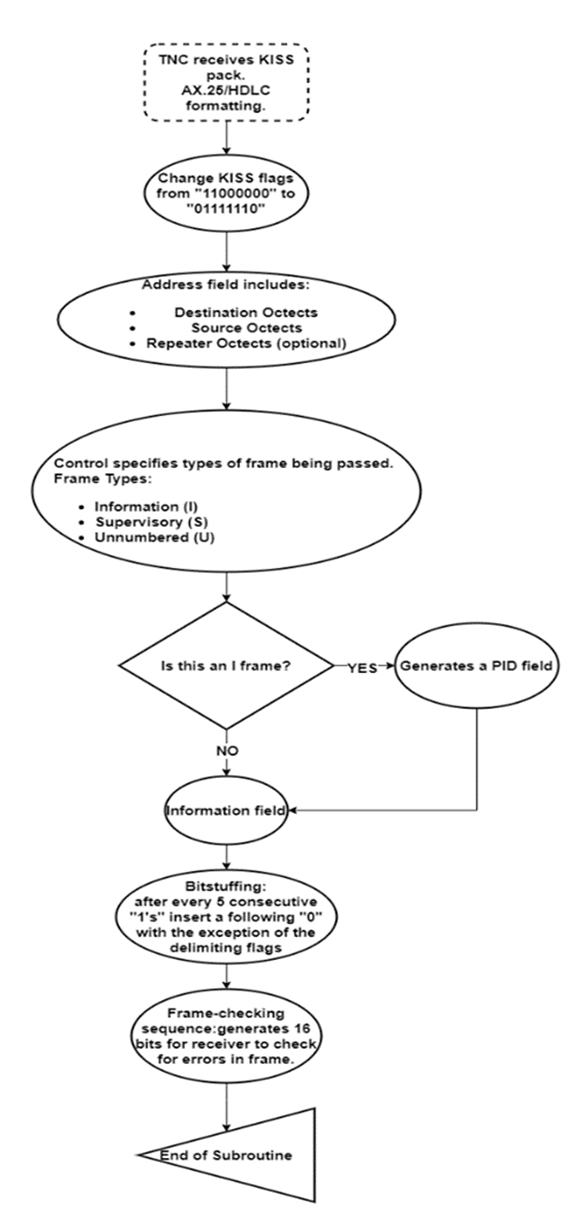 TNC receives KISS
pack.
AX.25/HDLC
formatting.
Change KISS flags
from "11000000" to
"01111110"
Address field includes:
• Destination Octects
• Source Octects
• Repeater Octects (optional)
Control specifies types of frame being passed.
Frame Types:
• Information (I)
• Supervisory (S)
• Unnumbered (U)
Is this an I frame?
YES
Generates a PID field
NO
Information field
Bitstuffing:
after every 5 consecutive
"1's" insert a following "0"
with the exception of the
delimiting flags
Frame-checking
sequence:generates 16
bits for receiver to check
for errors in frame.
End of Subroutine